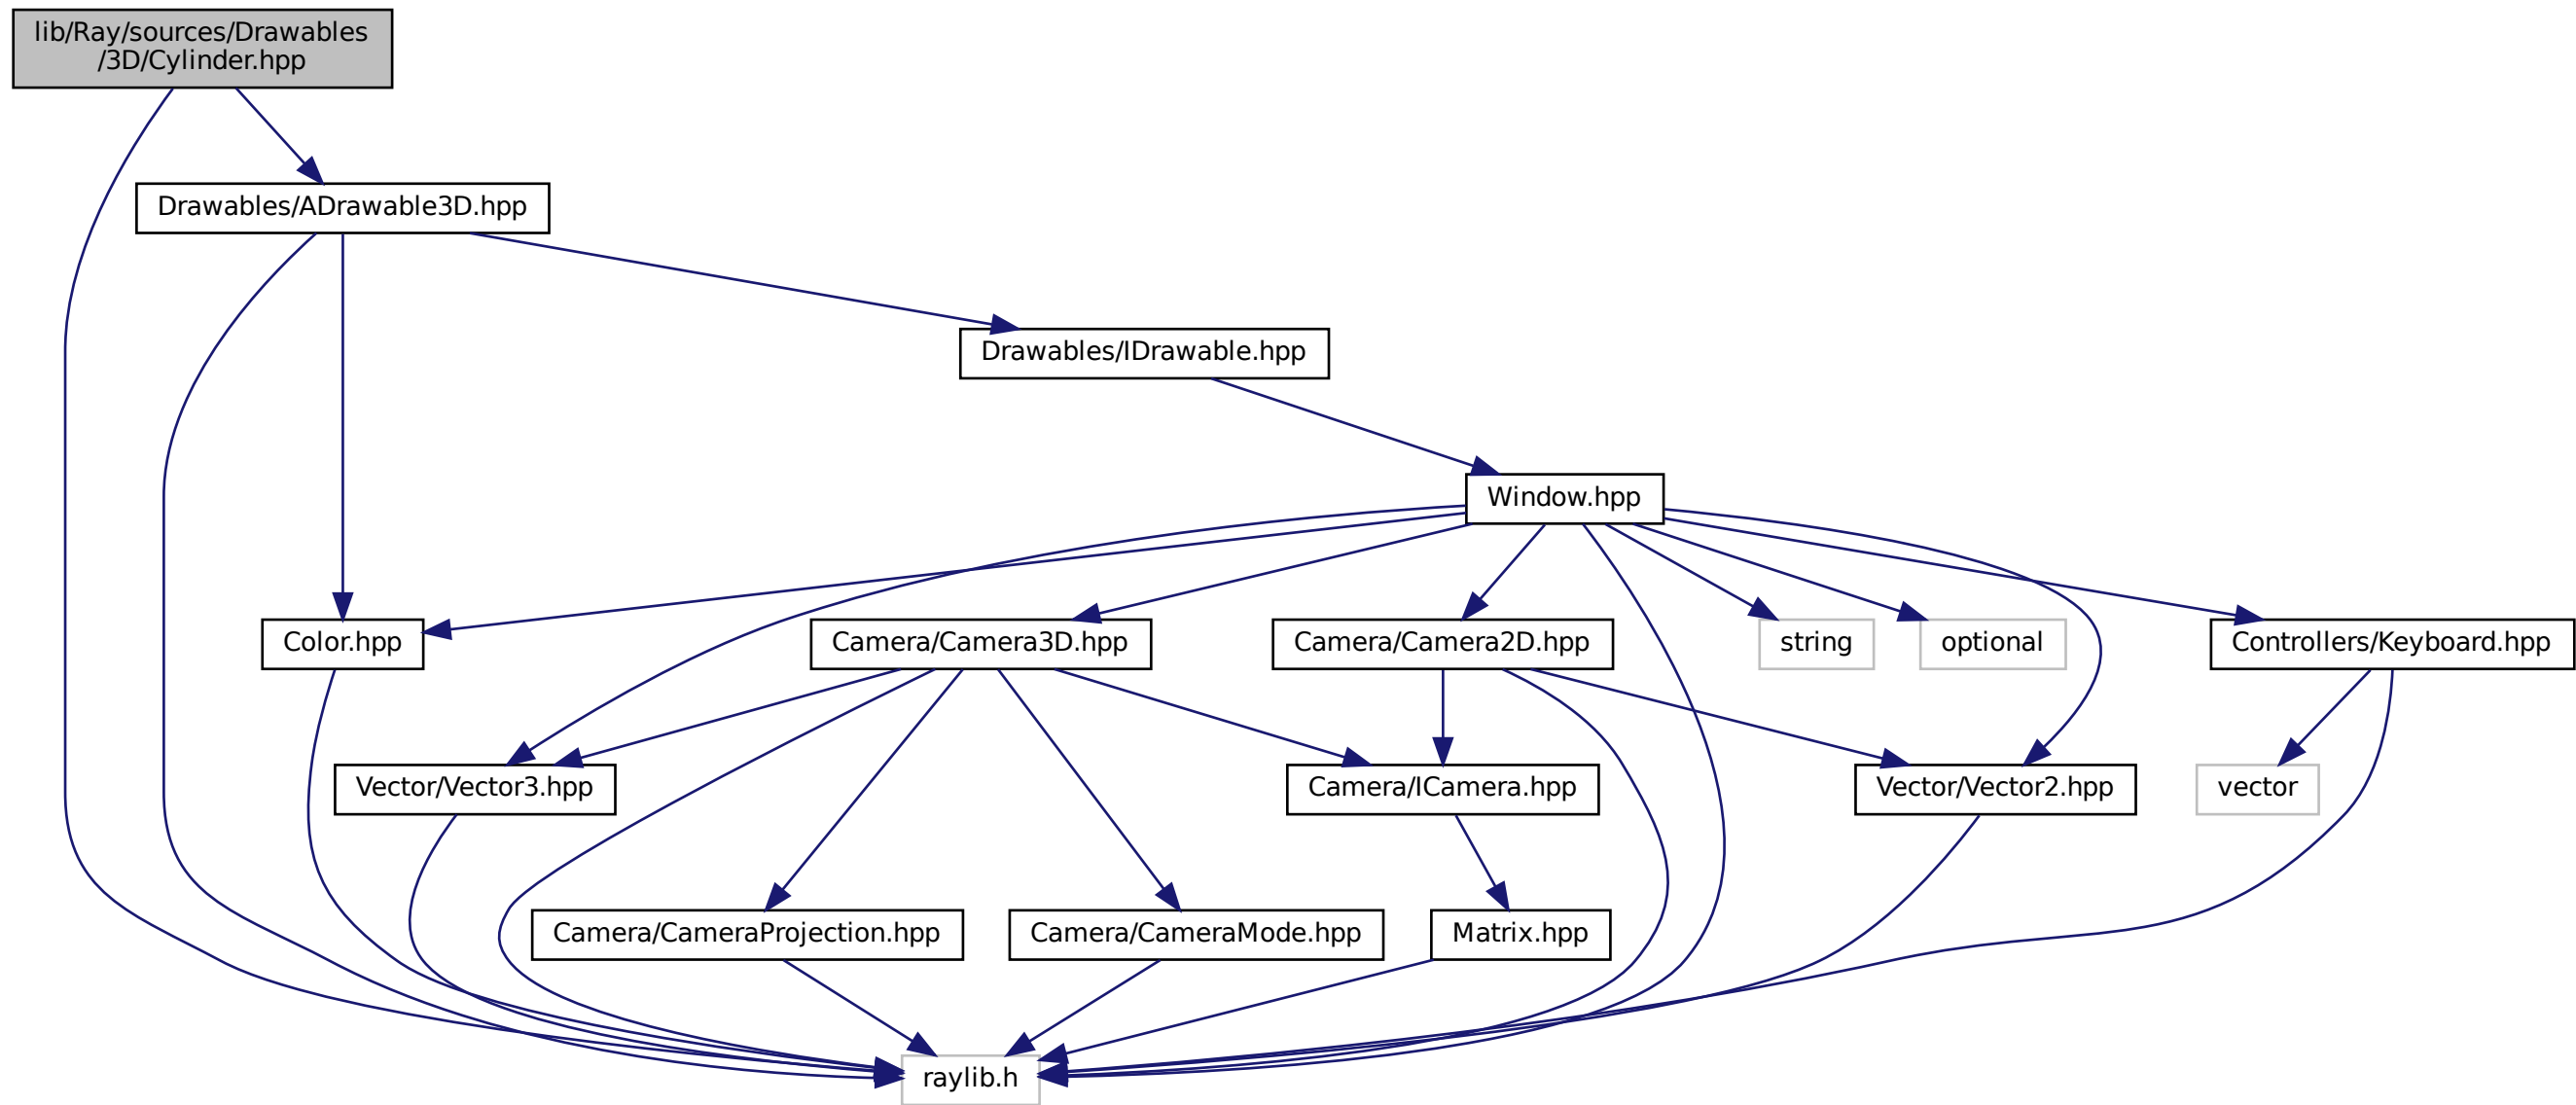 lib/Ray/sources/Drawables
/3D/Cylinder.hpp
Drawables/ADrawable3D.hpp
Drawables/IDrawable.hpp
Window.hpp
Color.hpp
Camera/Camera3D.hpp
Camera/Camera2D.hpp
string
optional
Controllers/Keyboard.hpp
Vector/Vector3.hpp
Camera/ICamera.hpp
Vector/Vector2.hpp
vector
Camera/CameraProjection.hpp
Camera/CameraMode.hpp
Matrix.hpp
raylib.h